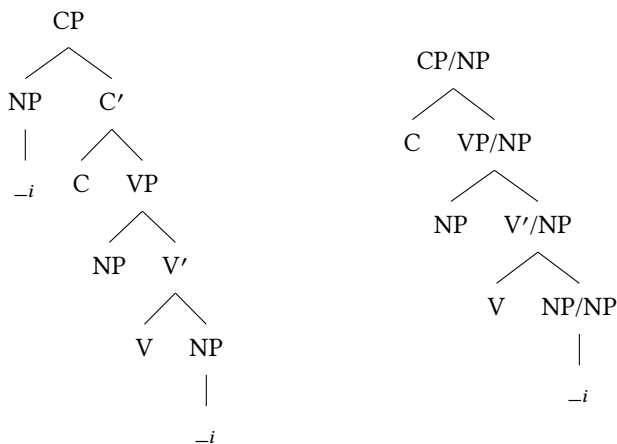 CP
NP C′
_i C VP
NP V′
V NP
_i
CP/NP
C VP/NP
NP V′/NP
V NP/NP
_i